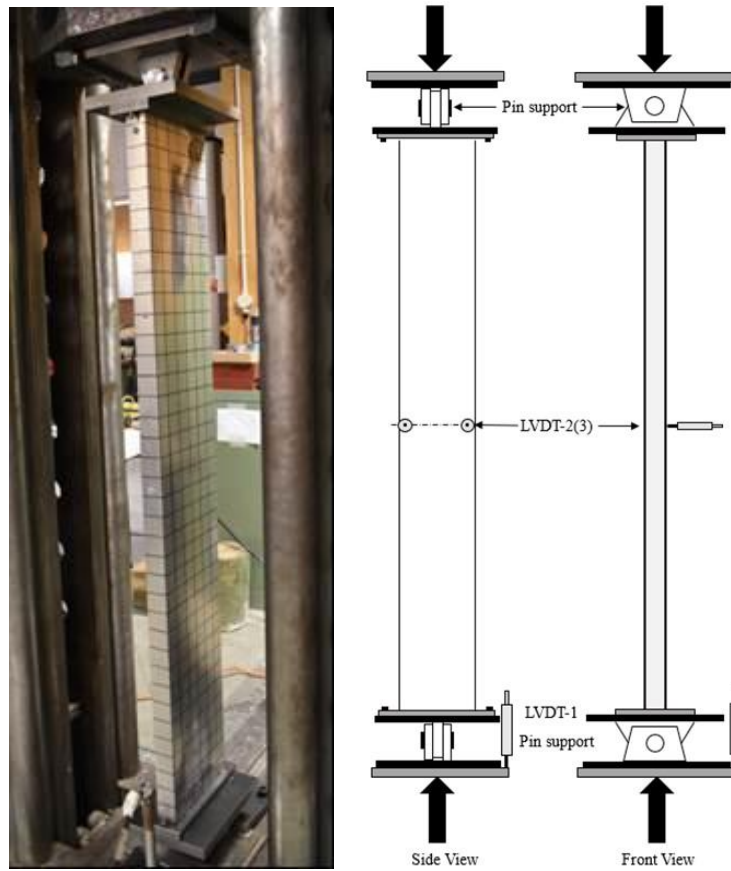 Pin support
LVDT-2(3)
LVDT-1
Pin support
Side View
Front View